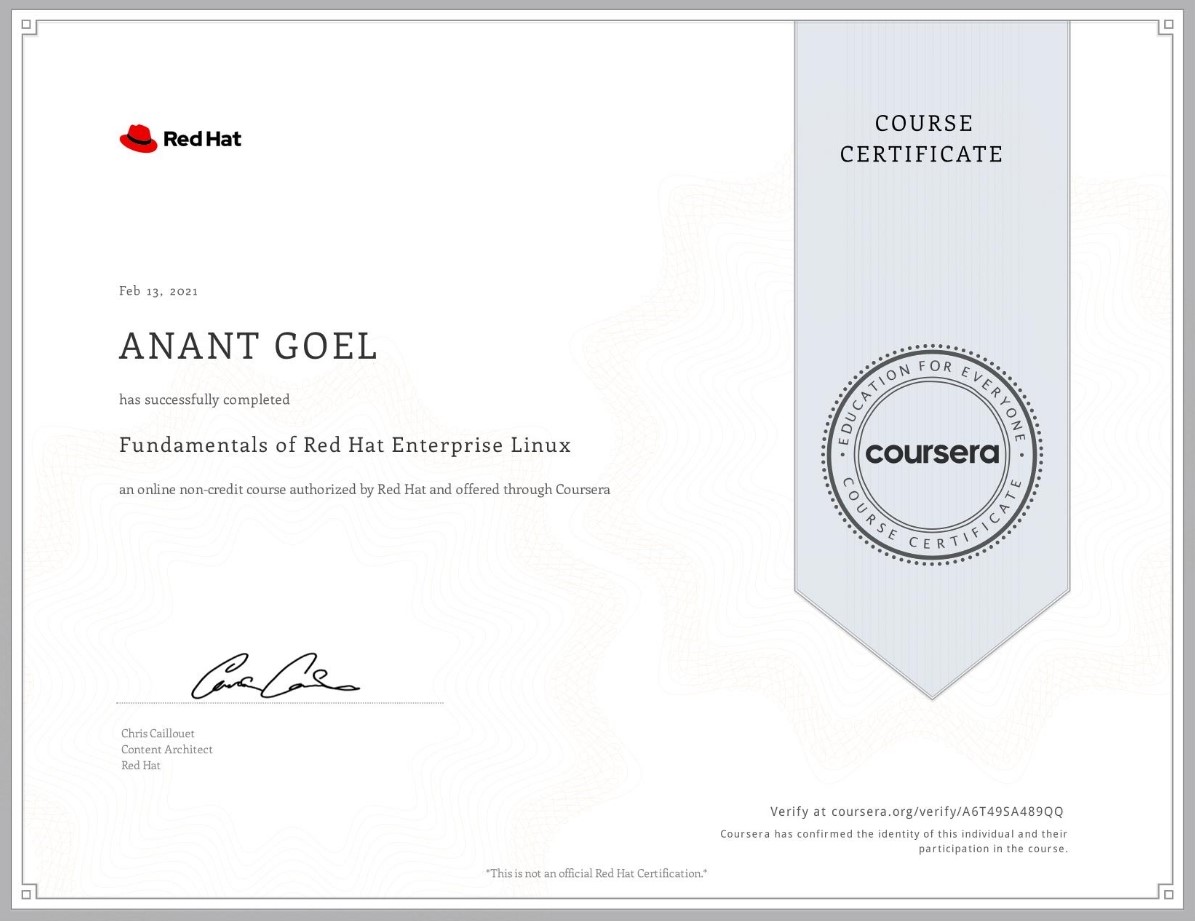 Red Hat
COURSE
CERTIFICATE
Feb 13, 2021
ANANT GOEL
has successfully completed
Fundamentals of Red Hat Enterprise Linux
an online non-credit course authorized by Red Hat and offered through Coursera
EDUCATION FOR EVERYONE
coursera
COURSE CERTIFICATE
Chris Caillouet
Content Architect
Red Hat
Verify at coursera.org/verify/A6T49SA489QQ
Coursera has confirmed the identity of this individual and their
participation in the course.
*This is not an official Red Hat Certification.*